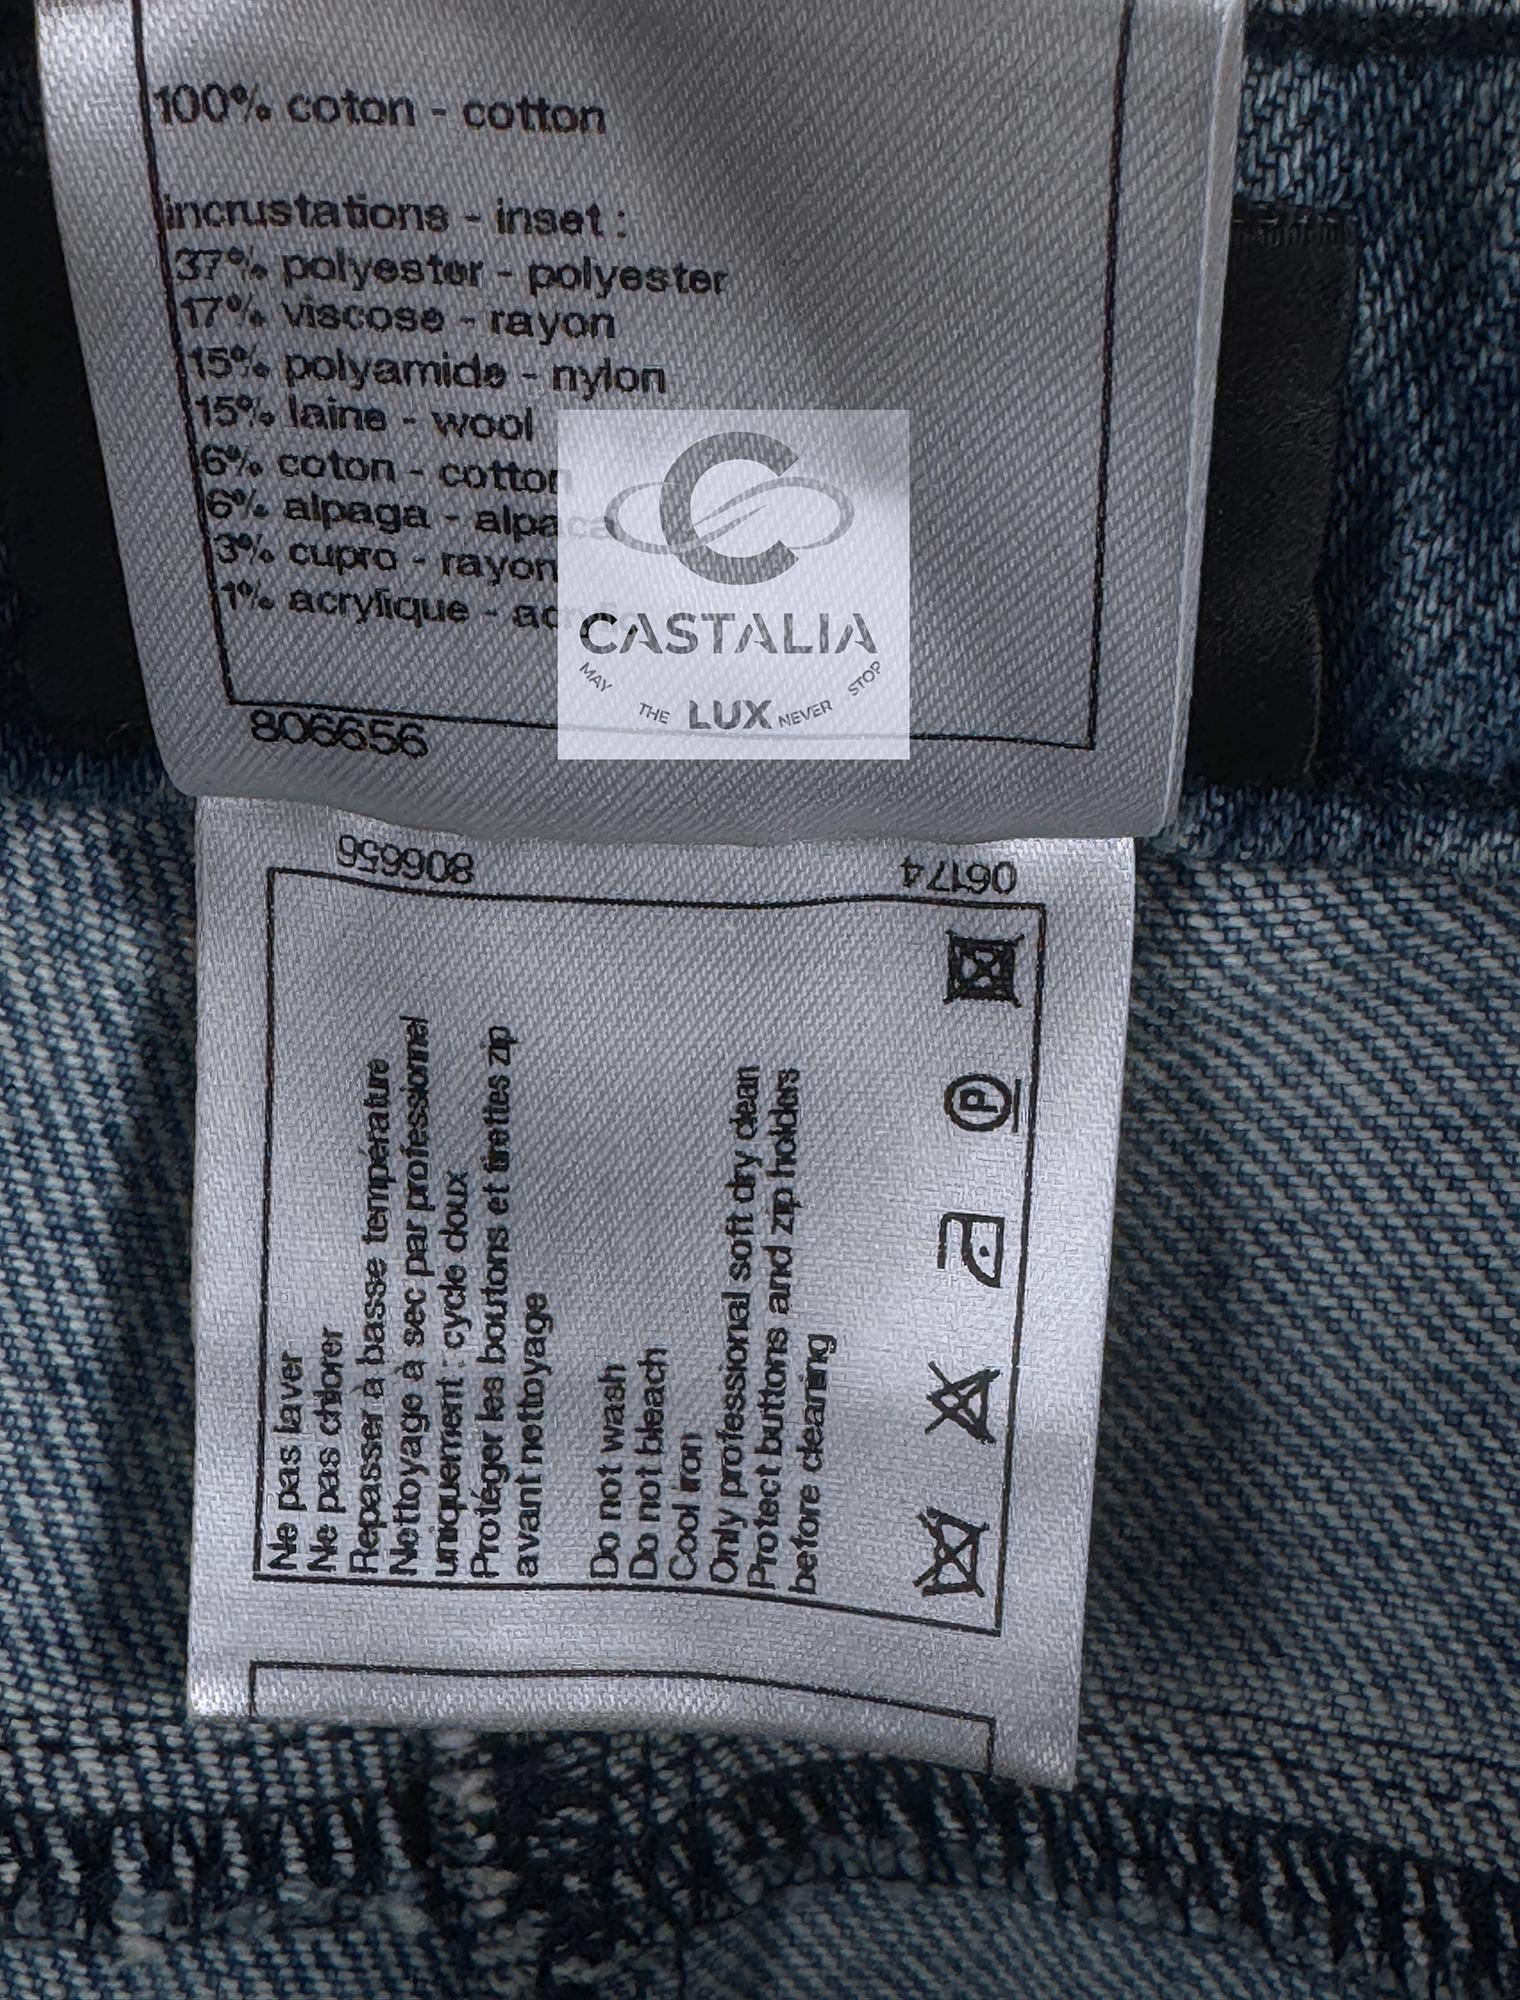 100% coton - cotton
incrustations - inset :
37% polyester - polyester
17% viscose - rayon
15% polyamide - nylon
15% laine - wool
6% coton - cotton
6% alpaga - alpaca
3% cupro - rayon
1% acrylique - acrylic
806656
CASTALIA
MAY THE LUX NEVER STOP
806656
06174
Ne pas laver
Ne pas chlorer
Repasser à basse température
Nettoyage à sec par professionnel
uniquement : cycle doux
Protéger les boutons et tirettes zip
avant nettoyage
Do not wash
Do not bleach
Cool iron
Only professional soft dry clean
Protect buttons and zip holders
before cleaning
P